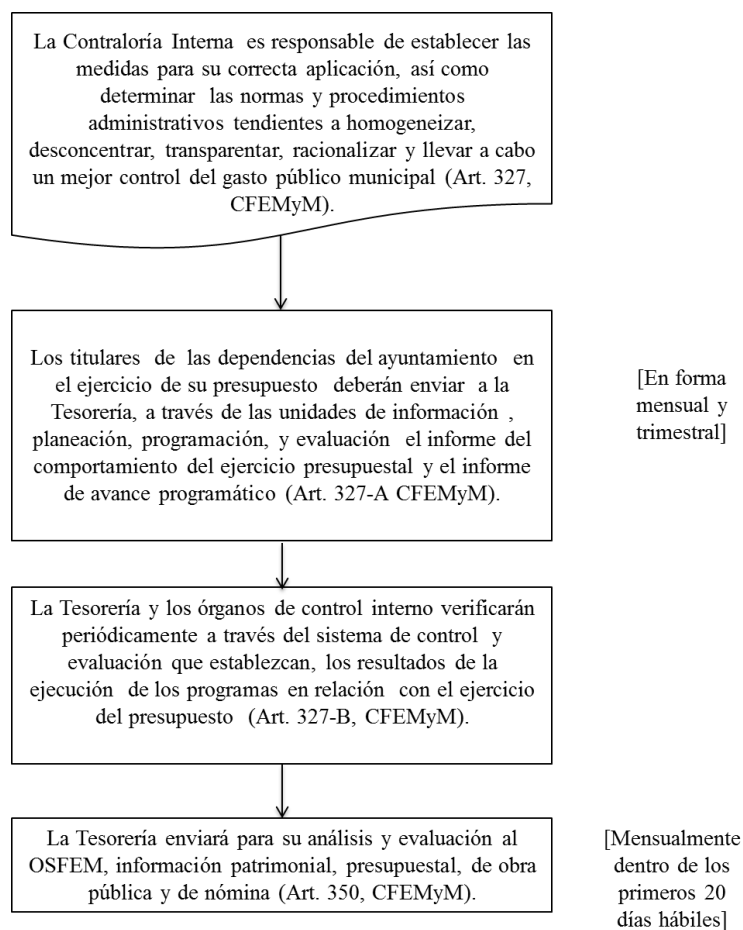 La Contraloría Interna es responsable de establecer las
medidas para su correcta aplicación, así como
determinar las normas y procedimientos
administrativos tendientes a homogeneizar,
desconcentrar, transparentar, racionalizar y llevar a cabo
un mejor control del gasto público municipal (Art. 327,
CFEMyM).
Los titulares de las dependencias del ayuntamiento en
el ejercicio de su presupuesto deberán enviar a la
Tesorería, a través de las unidades de información ,
planeación, programación, y evaluación el informe del
comportamiento del ejercicio presupuestal y el informe
de avance programático (Art. 327-A CFEMyM).
[En forma
mensual y
trimestral]
La Tesorería y los órganos de control interno verificarán
periódicamente a través del sistema de control y
evaluación que establezcan, los resultados de la
ejecución de los programas en relación con el ejercicio
del presupuesto (Art. 327-B, CFEMyM).
La Tesorería enviará para su análisis y evaluación al
OSFEM, información patrimonial, presupuestal, de obra
pública y de nómina (Art. 350, CFEMyM).
[Mensualmente
dentro de los
primeros 20
días hábiles]